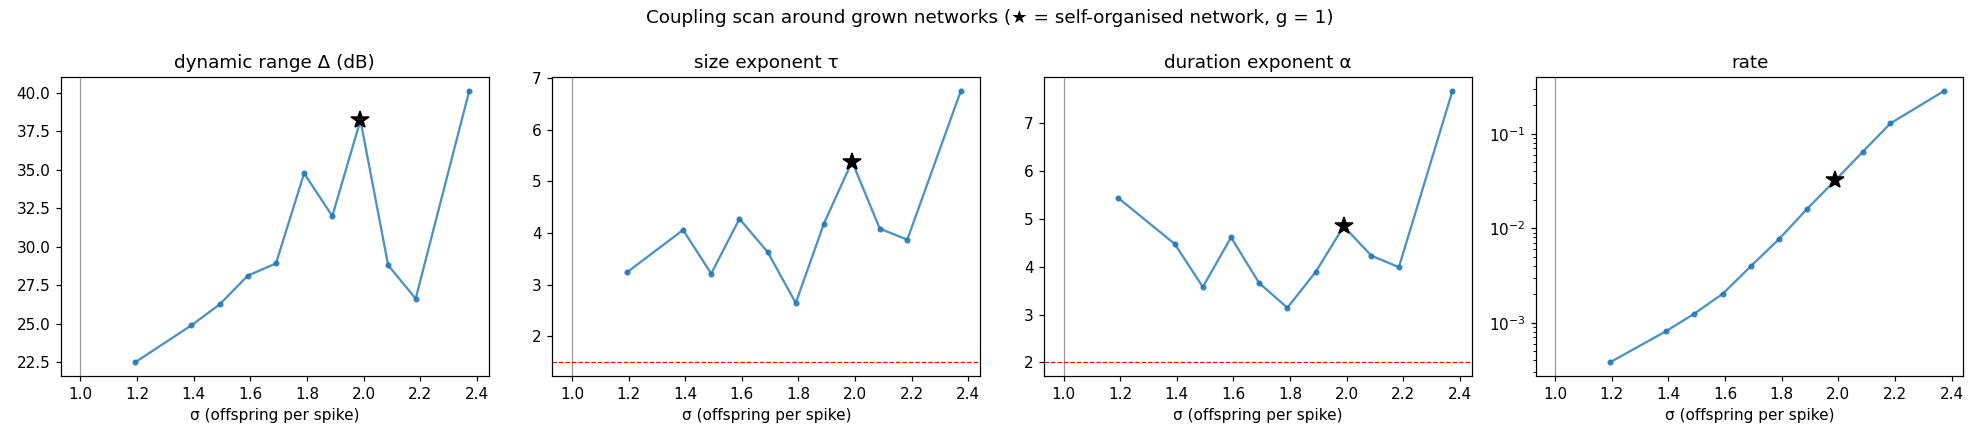 Coupling scan around grown networks (★ = self-organised network, g = 1)
dynamic range Δ (dB)
40.0
37.5
35.0
32.5
30.0
27.5
25.0
22.5
1.0 1.2 1.4 1.6 1.8 2.0 2.2 2.4
σ (offspring per spike)
size exponent τ
7
6
5
4
3
2
1.0 1.2 1.4 1.6 1.8 2.0 2.2 2.4
σ (offspring per spike)
duration exponent α
7
6
5
4
3
2
1.0 1.2 1.4 1.6 1.8 2.0 2.2 2.4
σ (offspring per spike)
rate
10⁻¹
10⁻²
10⁻³
1.0 1.2 1.4 1.6 1.8 2.0 2.2 2.4
σ (offspring per spike)